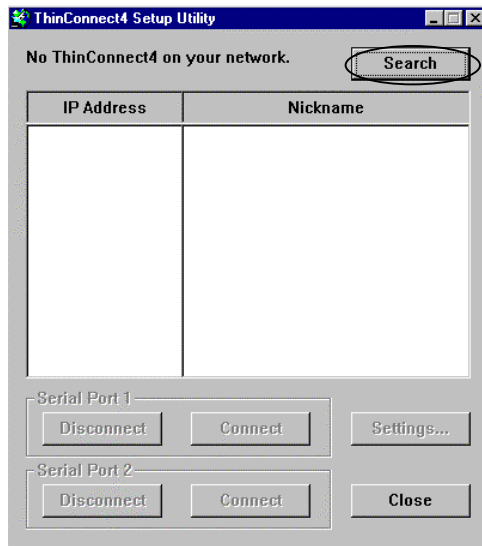 ThinConnect4 Setup Utility
No ThinConnect4 on your network.
Search
IP Address Nickname
Serial Port 1
Disconnect Connect Settings...
Serial Port 2
Disconnect Connect Close